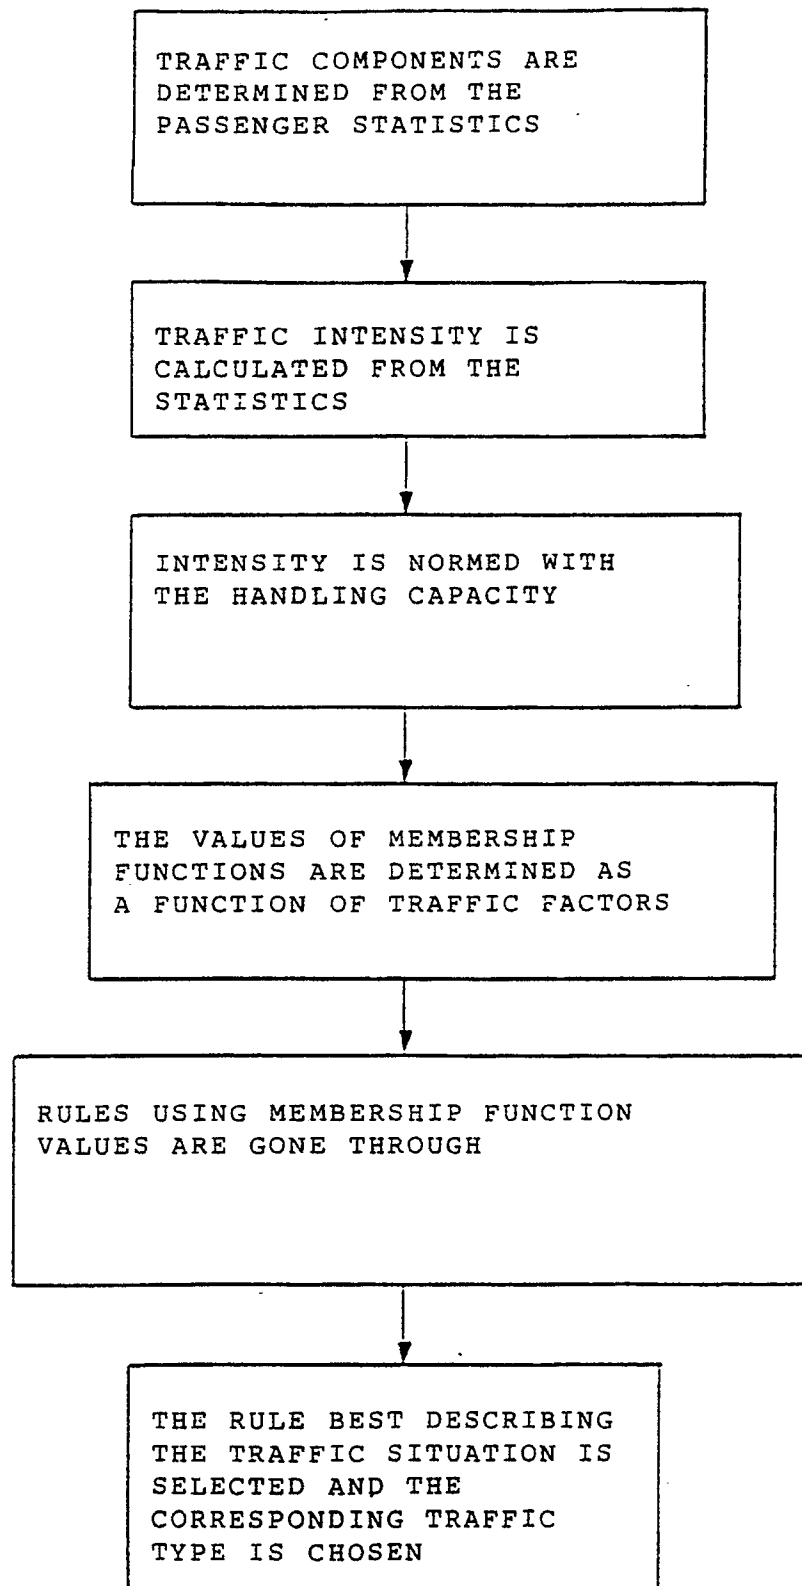 TRAFFIC COMPONENTS ARE
DETERMINED FROM THE
PASSENGER STATISTICS
TRAFFIC INTENSITY IS
CALCULATED FROM THE
STATISTICS
INTENSITY IS NORMED WITH
THE HANDLING CAPACITY
THE VALUES OF MEMBERSHIP
FUNCTIONS ARE DETERMINED AS
A FUNCTION OF TRAFFIC FACTORS
RULES USING MEMBERSHIP FUNCTION
VALUES ARE GONE THROUGH
THE RULE BEST DESCRIBING
THE TRAFFIC SITUATION IS
SELECTED AND THE
CORRESPONDING TRAFFIC
TYPE IS CHOSEN